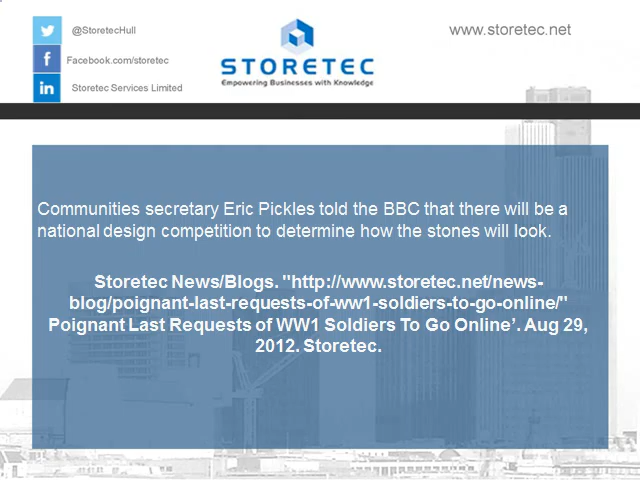 @StoretecHull
www.storetec.net
Facebook.com/storetec
STORETEC
Empowering Businesses with Knowledge
Storetec Services Limited
Communities secretary Eric Pickles told the BBC that there will be a
national design competition to determine how the stones will look.
Storetec News/Blogs. "http://www.storetec.net/news-
blog/poignant-last-requests-of-ww1-soldiers-to-go-online/"
Poignant Last Requests of WW1 Soldiers To Go Online’. Aug 29,
2012. Storetec.